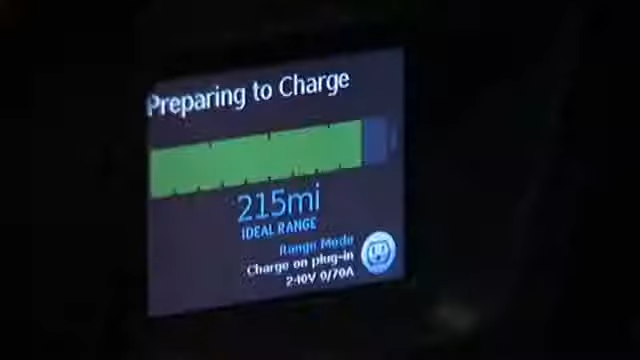 Preparing to Charge
215mi
IDEAL RANGE
Range Mode
Charge on plug-in
240V 0/70A